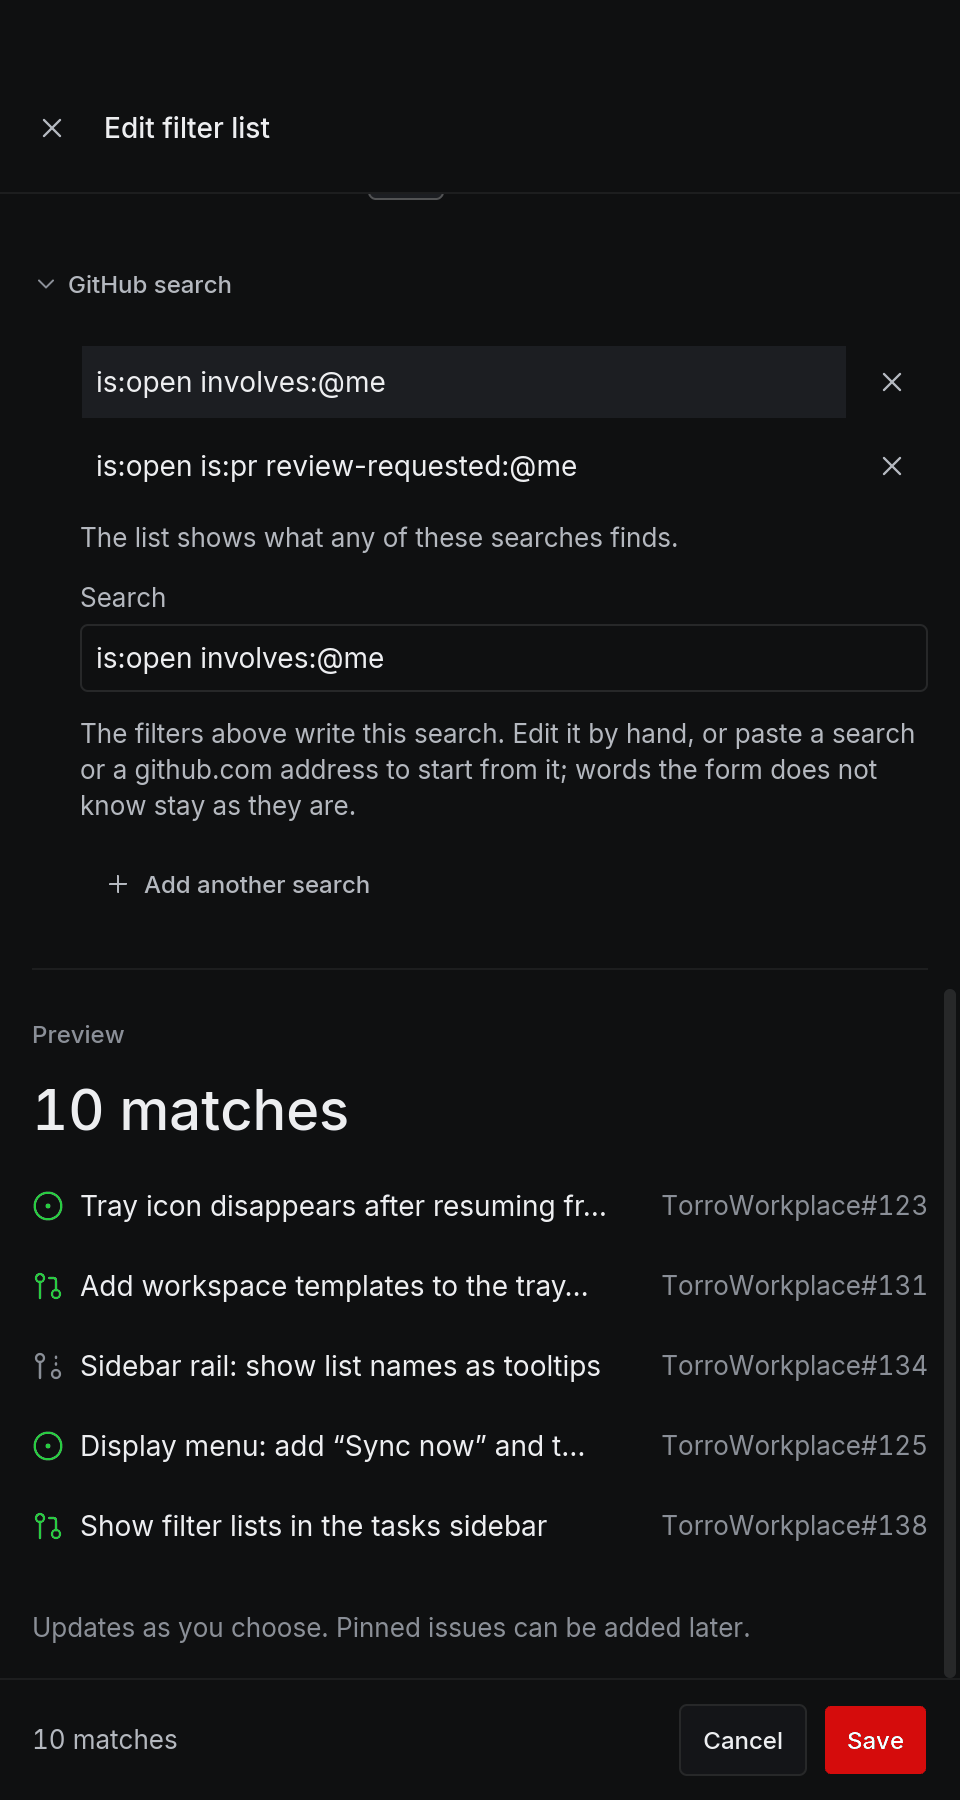 Edit filter list
GitHub search
is:open involves:@me
is:open is:pr review-requested:@me
The list shows what any of these searches finds.
Search
is:open involves:@me
The filters above write this search. Edit it by hand, or paste a search
or a github.com address to start from it; words the form does not
know stay as they are.
Add another search
Preview
10 matches
Tray icon disappears after resuming fr... TorroWorkplace#123
Add workspace templates to the tray... TorroWorkplace#131
Sidebar rail: show list names as tooltips TorroWorkplace#134
Display menu: add “Sync now” and t... TorroWorkplace#125
Show filter lists in the tasks sidebar TorroWorkplace#138
Updates as you choose. Pinned issues can be added later.
10 matches
Cancel
Save